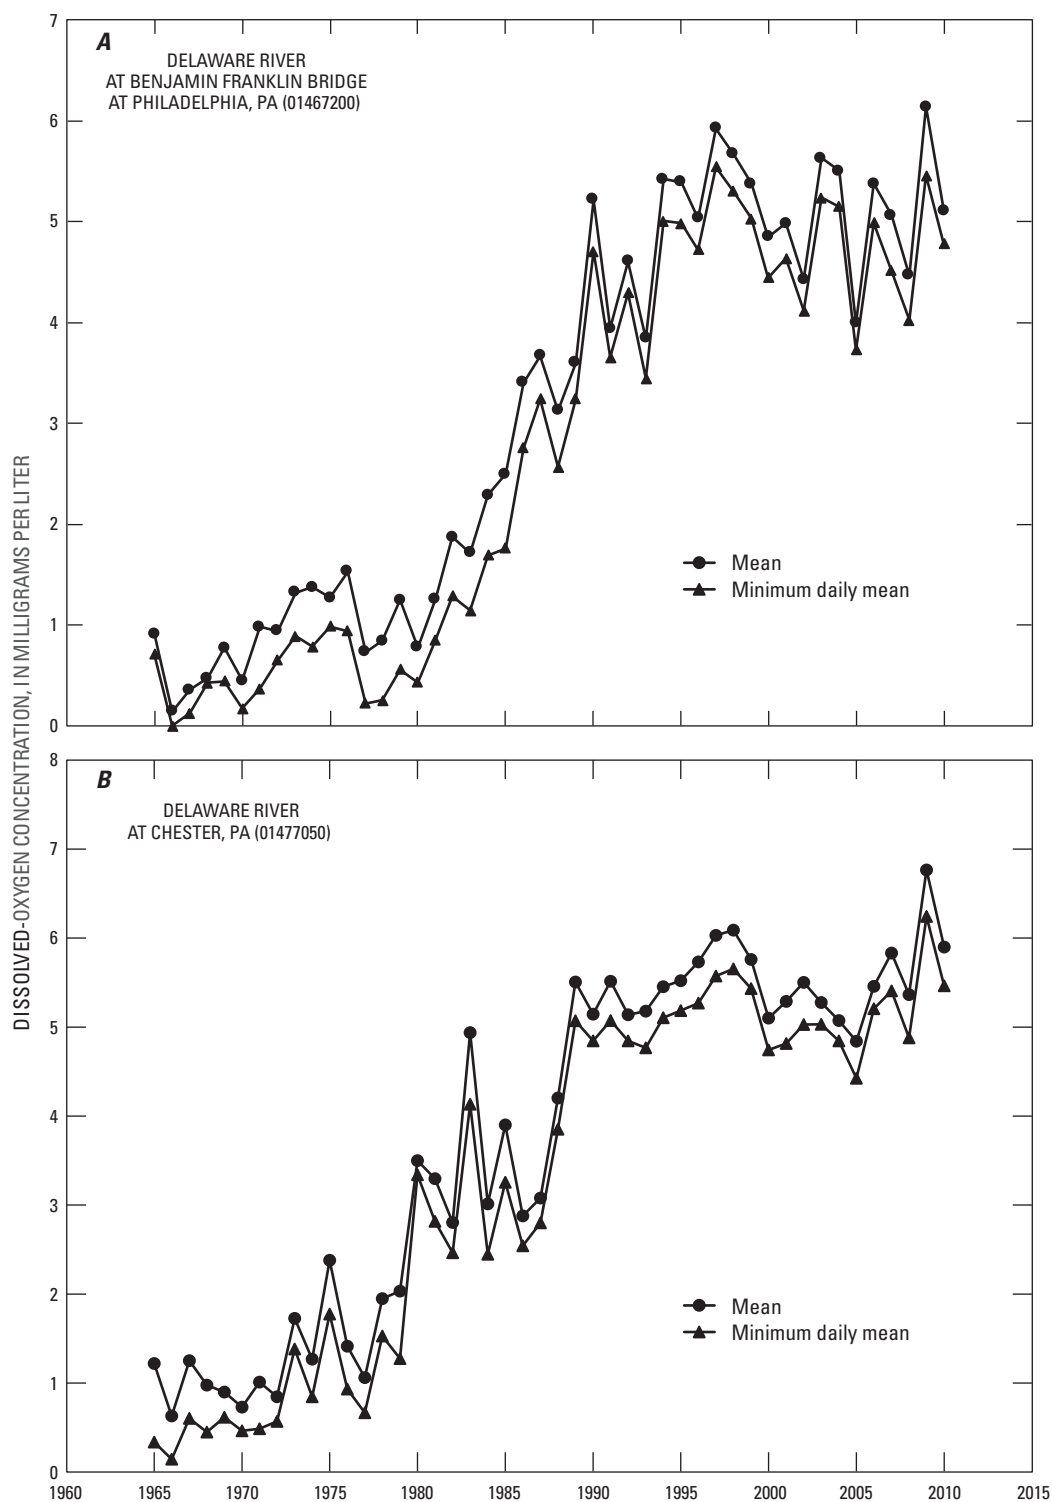 DISSOLVED-OXYGEN CONCENTRATION, IN MILLIGRAMS PER LITER
7
6
5
4
3
2
1
0
A
DELAWARE RIVER
AT BENJAMIN FRANKLIN BRIDGE
AT PHILADELPHIA, PA (01467200)
Mean
Minimum daily mean
8
7
6
5
4
3
2
1
0
B
DELAWARE RIVER
AT CHESTER, PA (01477050)
Mean
Minimum daily mean
1960 1965 1970 1975 1980 1985 1990 1995 2000 2005 2010 2015